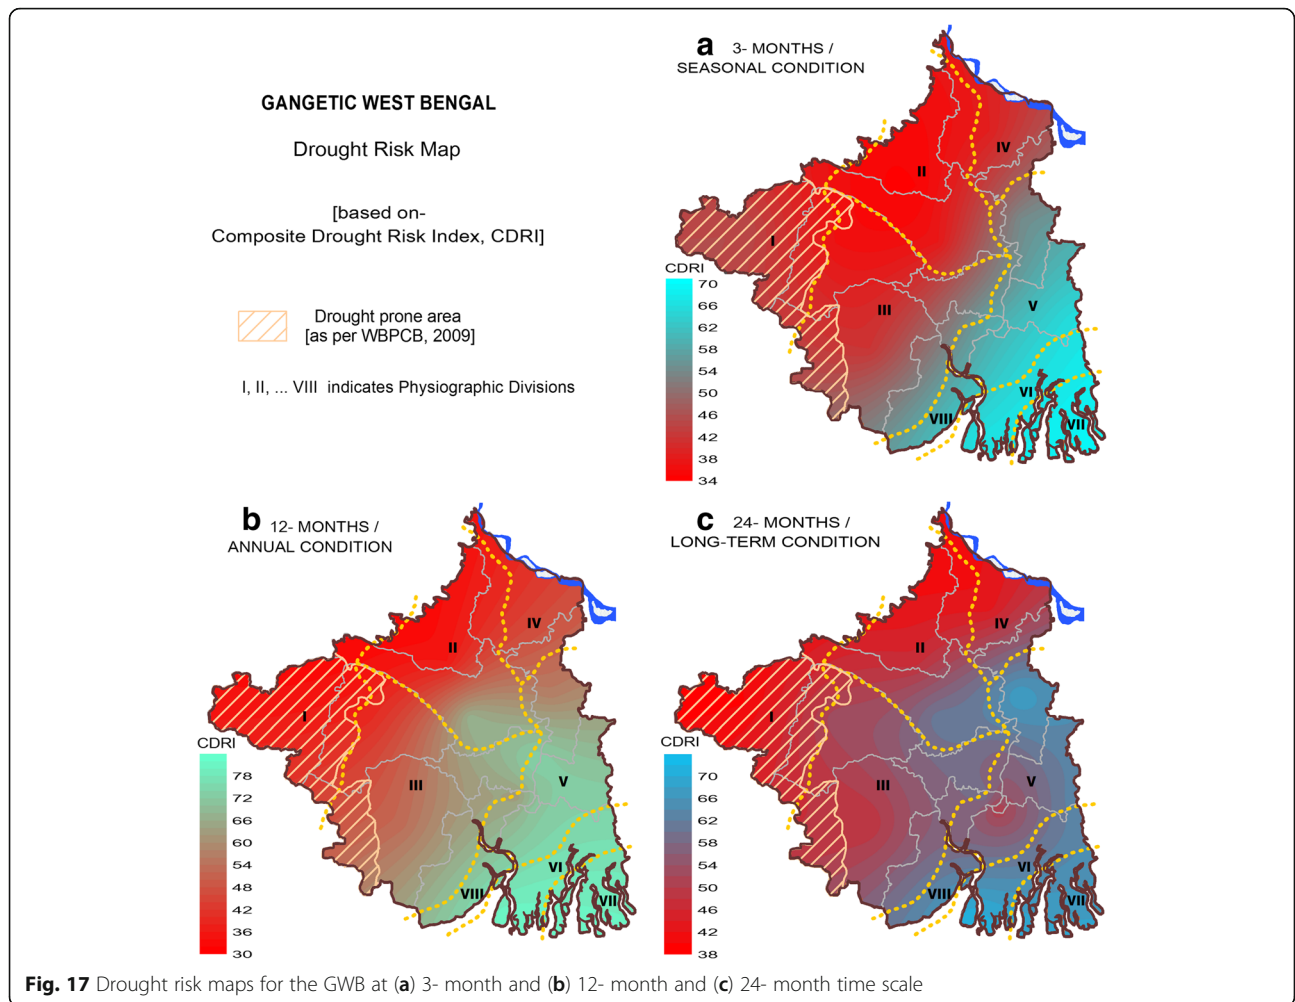 GANGETIC WEST BENGAL
Drought Risk Map
[based on-
Composite Drought Risk Index, CDRI]
Drought prone area
[as per WBPCB, 2009]
I, II, ... VIII indicates Physiographic Divisions
a
3- MONTHS /
SEASONAL CONDITION
IV
II
I
III
V
VI
VII
VIII
CDRI
70
66
62
58
54
50
46
42
38
34
b
12- MONTHS /
ANNUAL CONDITION
IV
II
I
III
V
VI
VII
VIII
CDRI
78
72
66
60
54
48
42
36
30
c
24- MONTHS /
LONG-TERM CONDITION
IV
II
I
III
V
VI
VII
VIII
CDRI
70
66
62
58
54
50
46
42
38
Fig. 17 Drought risk maps for the GWB at (a) 3- month and (b) 12- month and (c) 24- month time scale